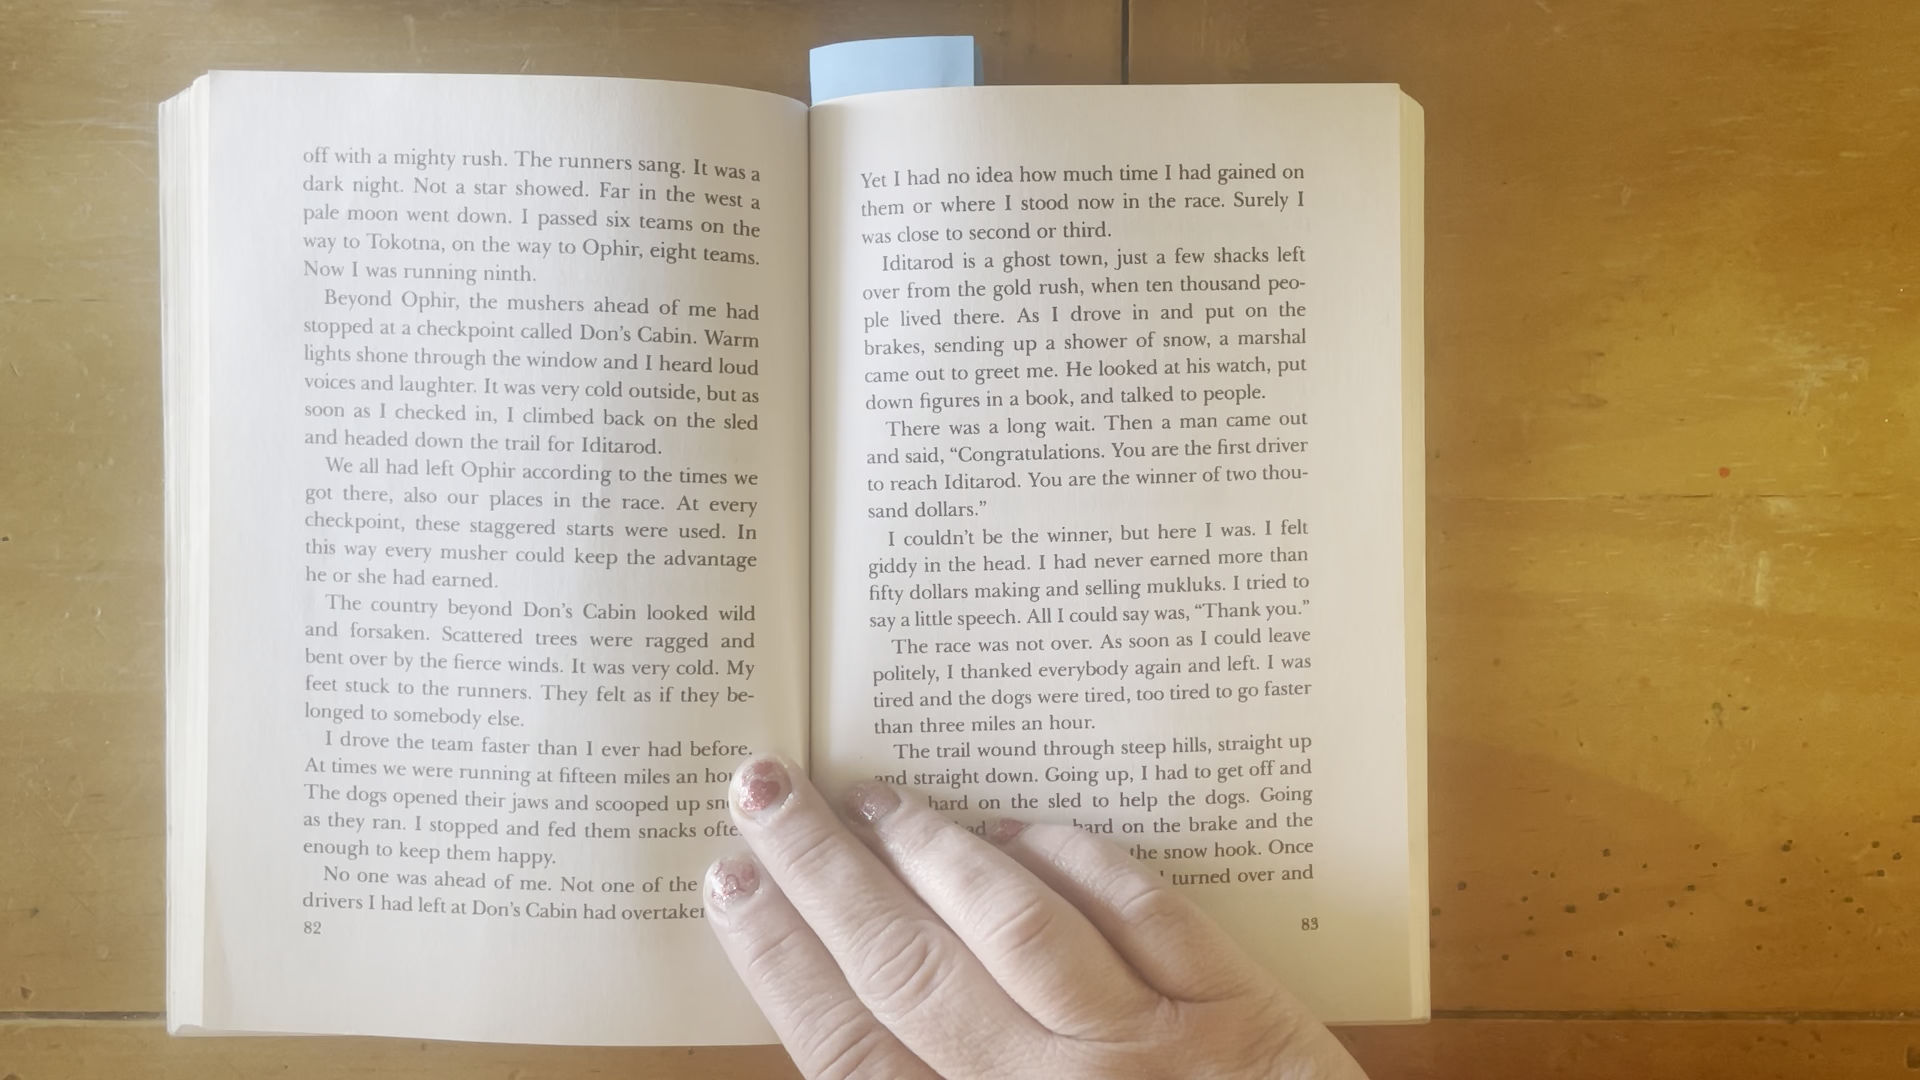 off with a mighty rush. The runners sang. It was a
dark night. Not a star showed. Far in the west a
pale moon went down. I passed six teams on the
way to Tokotna, on the way to Ophir, eight teams.
Now I was running ninth.
Beyond Ophir, the mushers ahead of me had
stopped at a checkpoint called Don's Cabin. Warm
lights shone through the window and I heard loud
voices and laughter. It was very cold outside, but as
soon as I checked in, I climbed back on the sled
and headed down the trail for Iditarod.
We all had left Ophir according to the times we
got there, also our places in the race. At every
checkpoint, these staggered starts were used. In
this way every musher could keep the advantage
he or she had earned.
The country beyond Don's Cabin looked wild
and forsaken. Scattered trees were ragged and
bent over by the fierce winds. It was very cold. My
feet stuck to the runners. They felt as if they be-
longed to somebody else.
I drove the team faster than I ever had before.
At times we were running at fifteen miles an
The dogs opened their jaws and scooped up
as they ran. I stopped and fed them snacks
enough to keep them happy.
No one was ahead of me. Not one of the
drivers I had left at Don's Cabin had
82
Yet I had no idea how much time I had gained on
them or where I stood now in the race. Surely I
was close to second or third.
Iditarod is a ghost town, just a few shacks left
over from the gold rush, when ten thousand peo-
ple lived there. As I drove in and put on the
brakes, sending up a shower of snow, a marshal
came out to greet me. He looked at his watch, put
down figures in a book, and talked to people.
There was a long wait. Then a man came out
and said, “Congratulations. You are the first driver
to reach Iditarod. You are the winner of two thou-
sand dollars.”
I couldn't be the winner, but here I was. I felt
giddy in the head. I had never earned more than
fifty dollars making and selling mukluks. I tried to
say a little speech. All I could say was, “Thank you.”
The race was not over. As soon as I could leave
politely, I thanked everybody again and left. I was
tired and the dogs were tired, too tired to go faster
than three miles an hour.
The trail wound through steep hills, straight up
and straight down. Going up, I had to get off and
hard on the sled to help the dogs. Going
hard on the brake and the
the snow hook. Once
turned over and
83